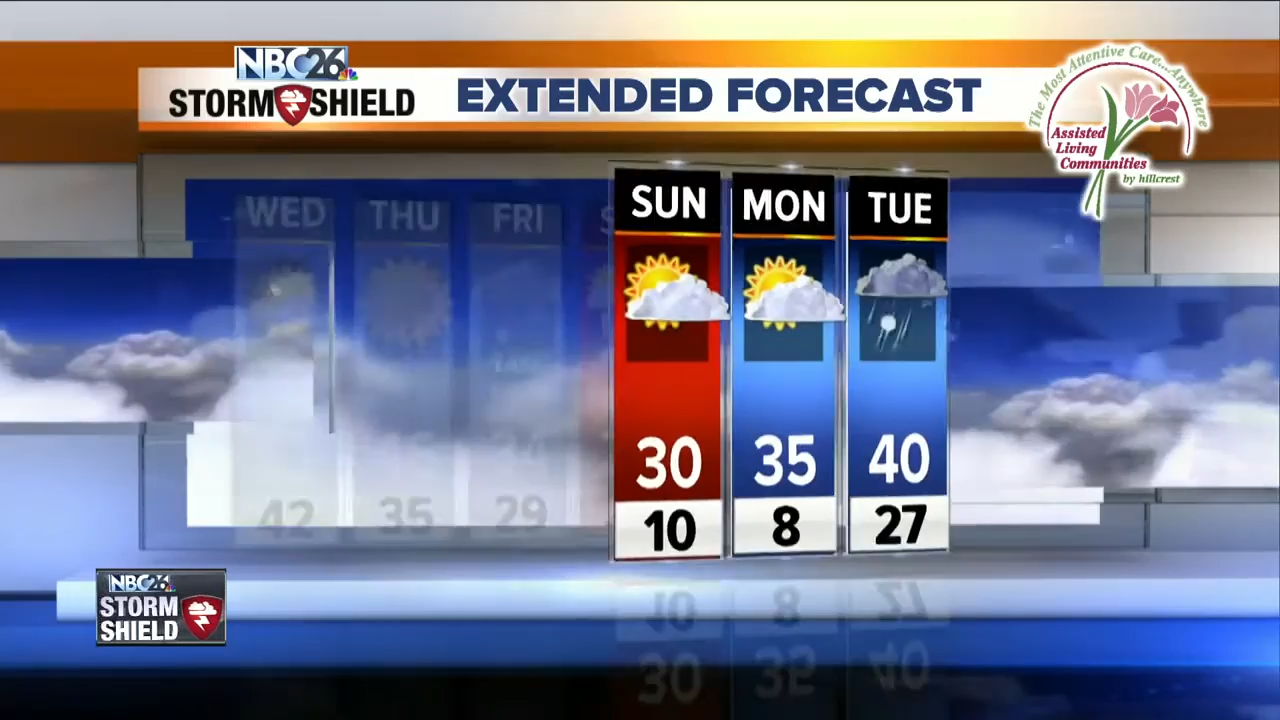 NBC26
STORM SHIELD
EXTENDED FORECAST
The Most Attentive Care...Anywhere
Assisted
Living
Communities
by hillcrest
WED THU FRI
SUN MON TUE
30 35 40
10 8 27
42 35 29
NBC26
STORM
SHIELD